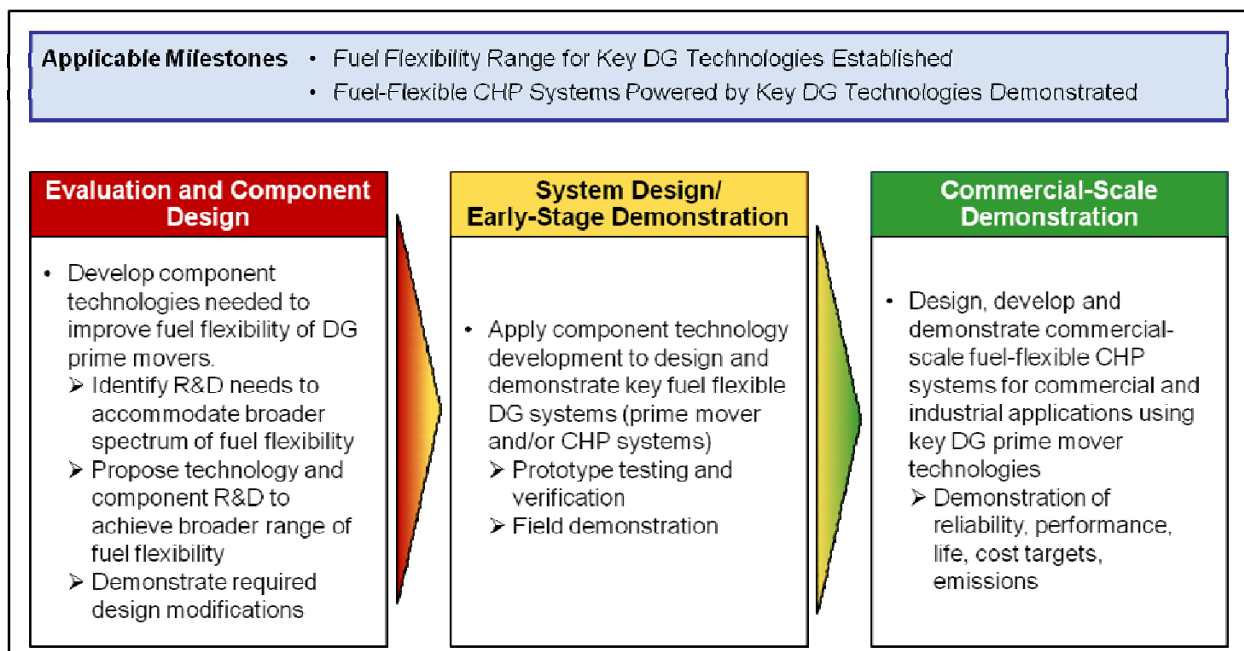 Applicable Milestones • Fuel Flexibility Range for Key DG Technologies Established
• Fuel-Flexible CHP Systems Powered by Key DG Technologies Demonstrated
Evaluation and Component
Design
• Develop component
technologies needed to
improve fuel flexibility of DG
prime movers.
➢ Identify R&D needs to
accommodate broader
spectrum of fuel flexibility
➢ Propose technology and
component R&D to
achieve broader range of
fuel flexibility
➢ Demonstrate required
design modifications
System Design/
Early-Stage Demonstration
• Apply component technology
development to design and
demonstrate key fuel flexible
DG systems (prime mover
and/or CHP systems)
➢ Prototype testing and
verification
➢ Field demonstration
Commercial-Scale
Demonstration
• Design, develop and
demonstrate commercial-
scale fuel-flexible CHP
systems for commercial and
industrial applications using
key DG prime mover
technologies
➢ Demonstration of
reliability, performance,
life, cost targets,
emissions